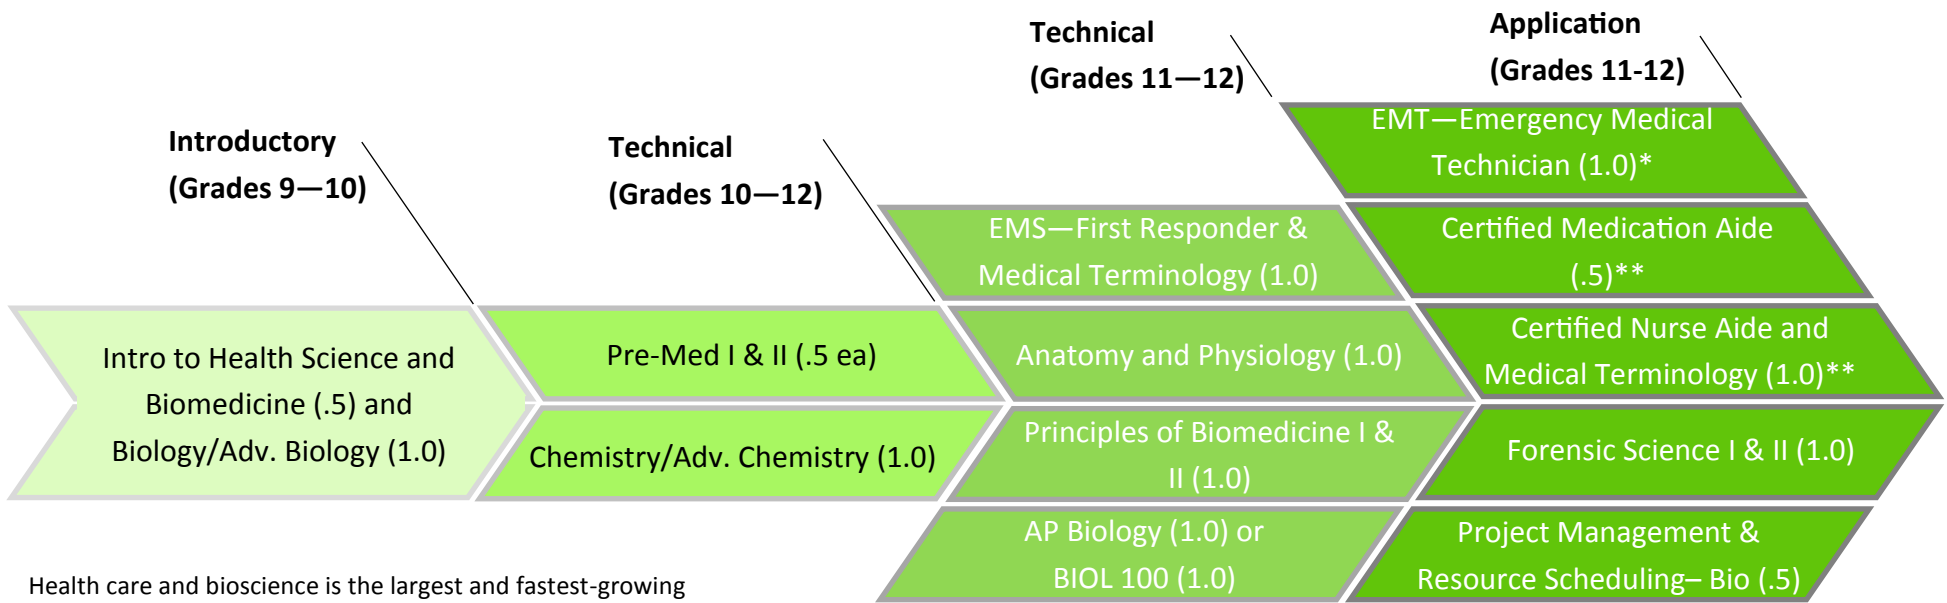 Introductory
(Grades 9—10)
Technical
(Grades 10—12)
Technical
(Grades 11—12)
Application
(Grades 11-12)
Intro to Health Science and
Biomedicine (.5) and
Biology/Adv. Biology (1.0)
Pre-Med I & II (.5 ea)
Chemistry/Adv. Chemistry (1.0)
EMS—First Responder &
Medical Terminology (1.0)
Anatomy and Physiology (1.0)
Principles of Biomedicine I &
II (1.0)
AP Biology (1.0) or
BIOL 100 (1.0)
EMT—Emergency Medical
Technician (1.0)*
Certified Medication Aide
(.5)**
Certified Nurse Aide and
Medical Terminology (1.0)**
Forensic Science I & II (1.0)
Project Management &
Resource Scheduling– Bio (.5)
Health care and bioscience is the largest and fastest-growing